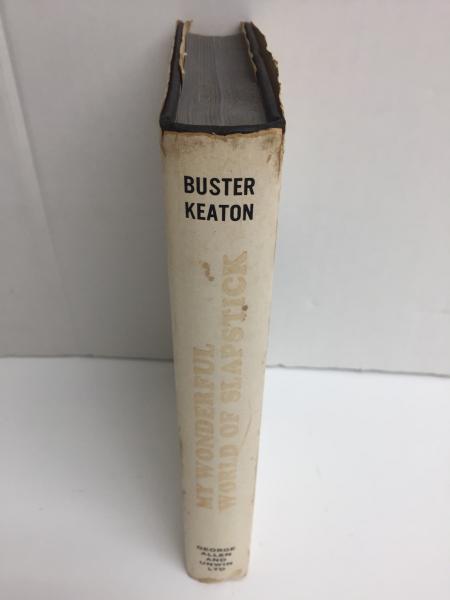 BUSTER
KEATON
MY WONDERFUL
WORLD OF SLAPSTICK
GEORGE
ALLEN
AND
UNWIN
LTD